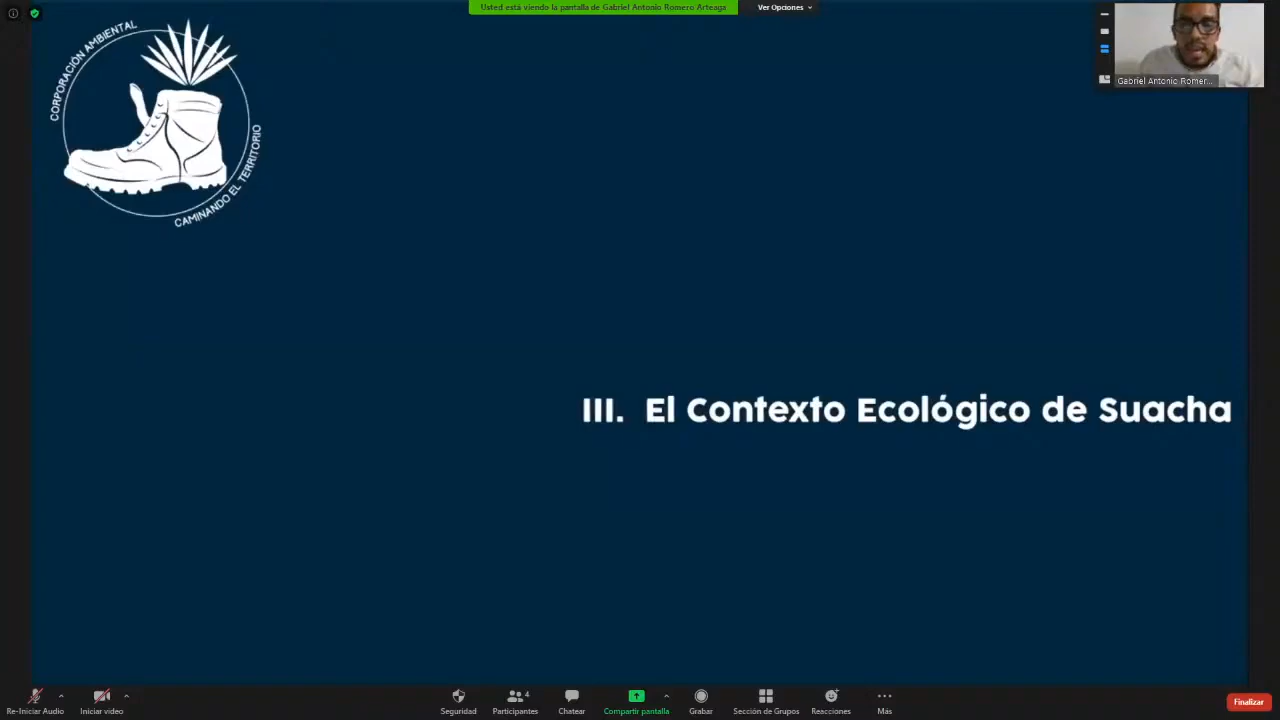 Usted está viendo la pantalla de Gabriel Antonio Romero Arteaga
Ver Opciones
CORPORACIÓN AMBIENTAL
CAMINANDO EL TERRITORIO
Gabriel Antonio Romer...
III. El Contexto Ecológico de Suacha
Re-Iniciar Audio
Iniciar video
Seguridad
4
Participantes
Chatear
Compartir pantalla
Grabar
Sección de Grupos
Reacciones
Más
Finalizar